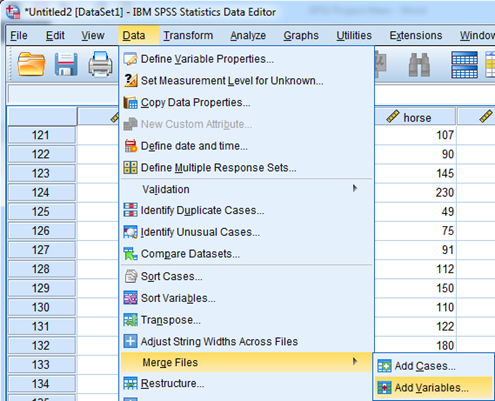 *Untitled2 [DataSet1] - IBM SPSS Statistics Data Editor
File Edit View Data Transform Analyze Graphs Utilities Extensions Window
Define Variable Properties...
Set Measurement Level for Unknown...
Copy Data Properties...
New Custom Attribute...
Define date and time...
Define Multiple Response Sets...
Validation
Identify Duplicate Cases...
Identify Unusual Cases...
Compare Datasets...
Sort Cases...
Sort Variables...
Transpose...
Adjust String Widths Across Files
Merge Files
Restructure...
Add Cases...
Add Variables...
horse
121 107
122 90
123 145
124 230
125 49
126 75
127 91
128 112
129 150
130 110
131 122
132 180
133
134